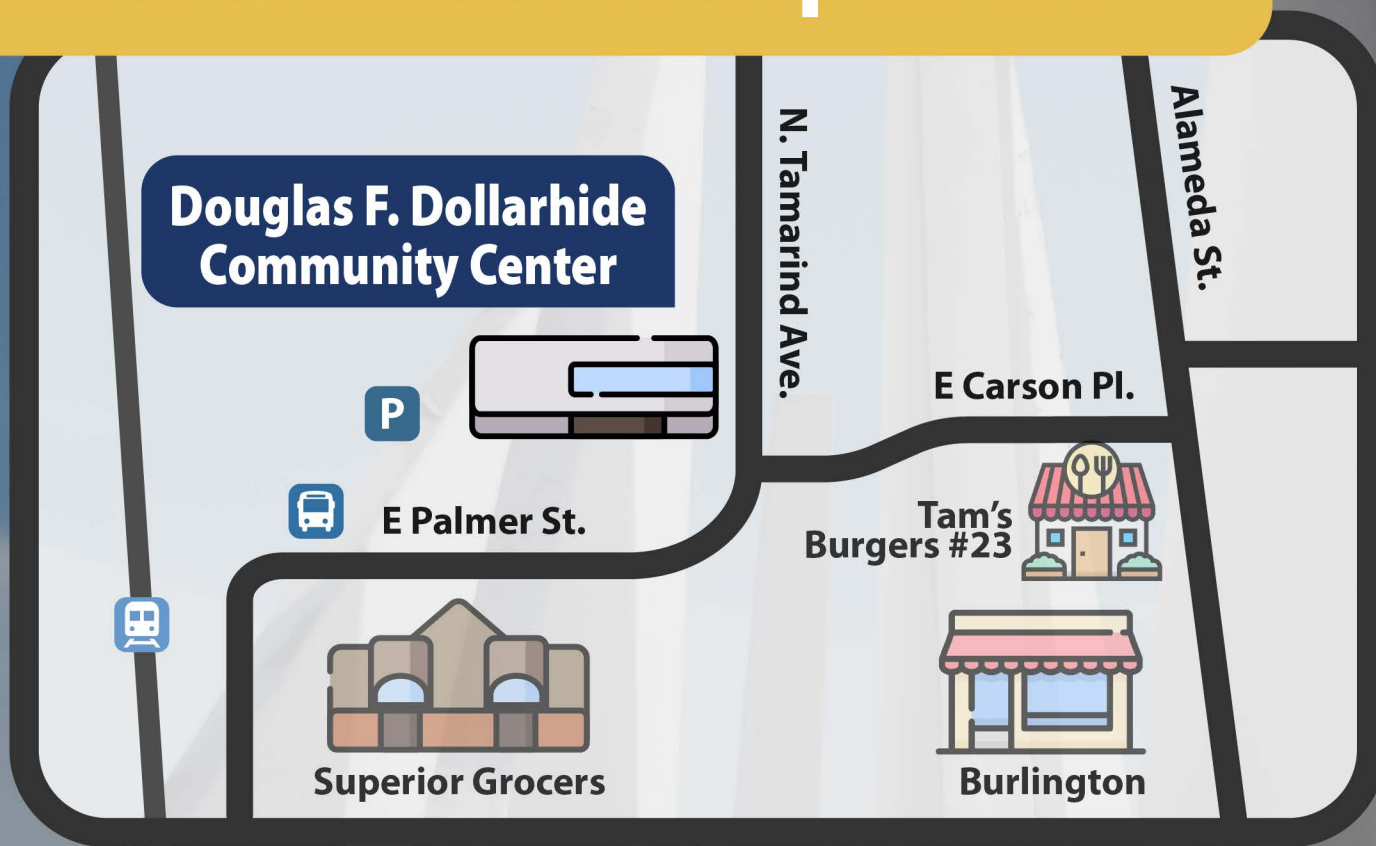 Douglas F. Dollarhide
Community Center
N. Tamarind Ave.
Alameda St.
E Carson Pl.
P
E Palmer St.
Tam's
Burgers #23
Superior Grocers
Burlington